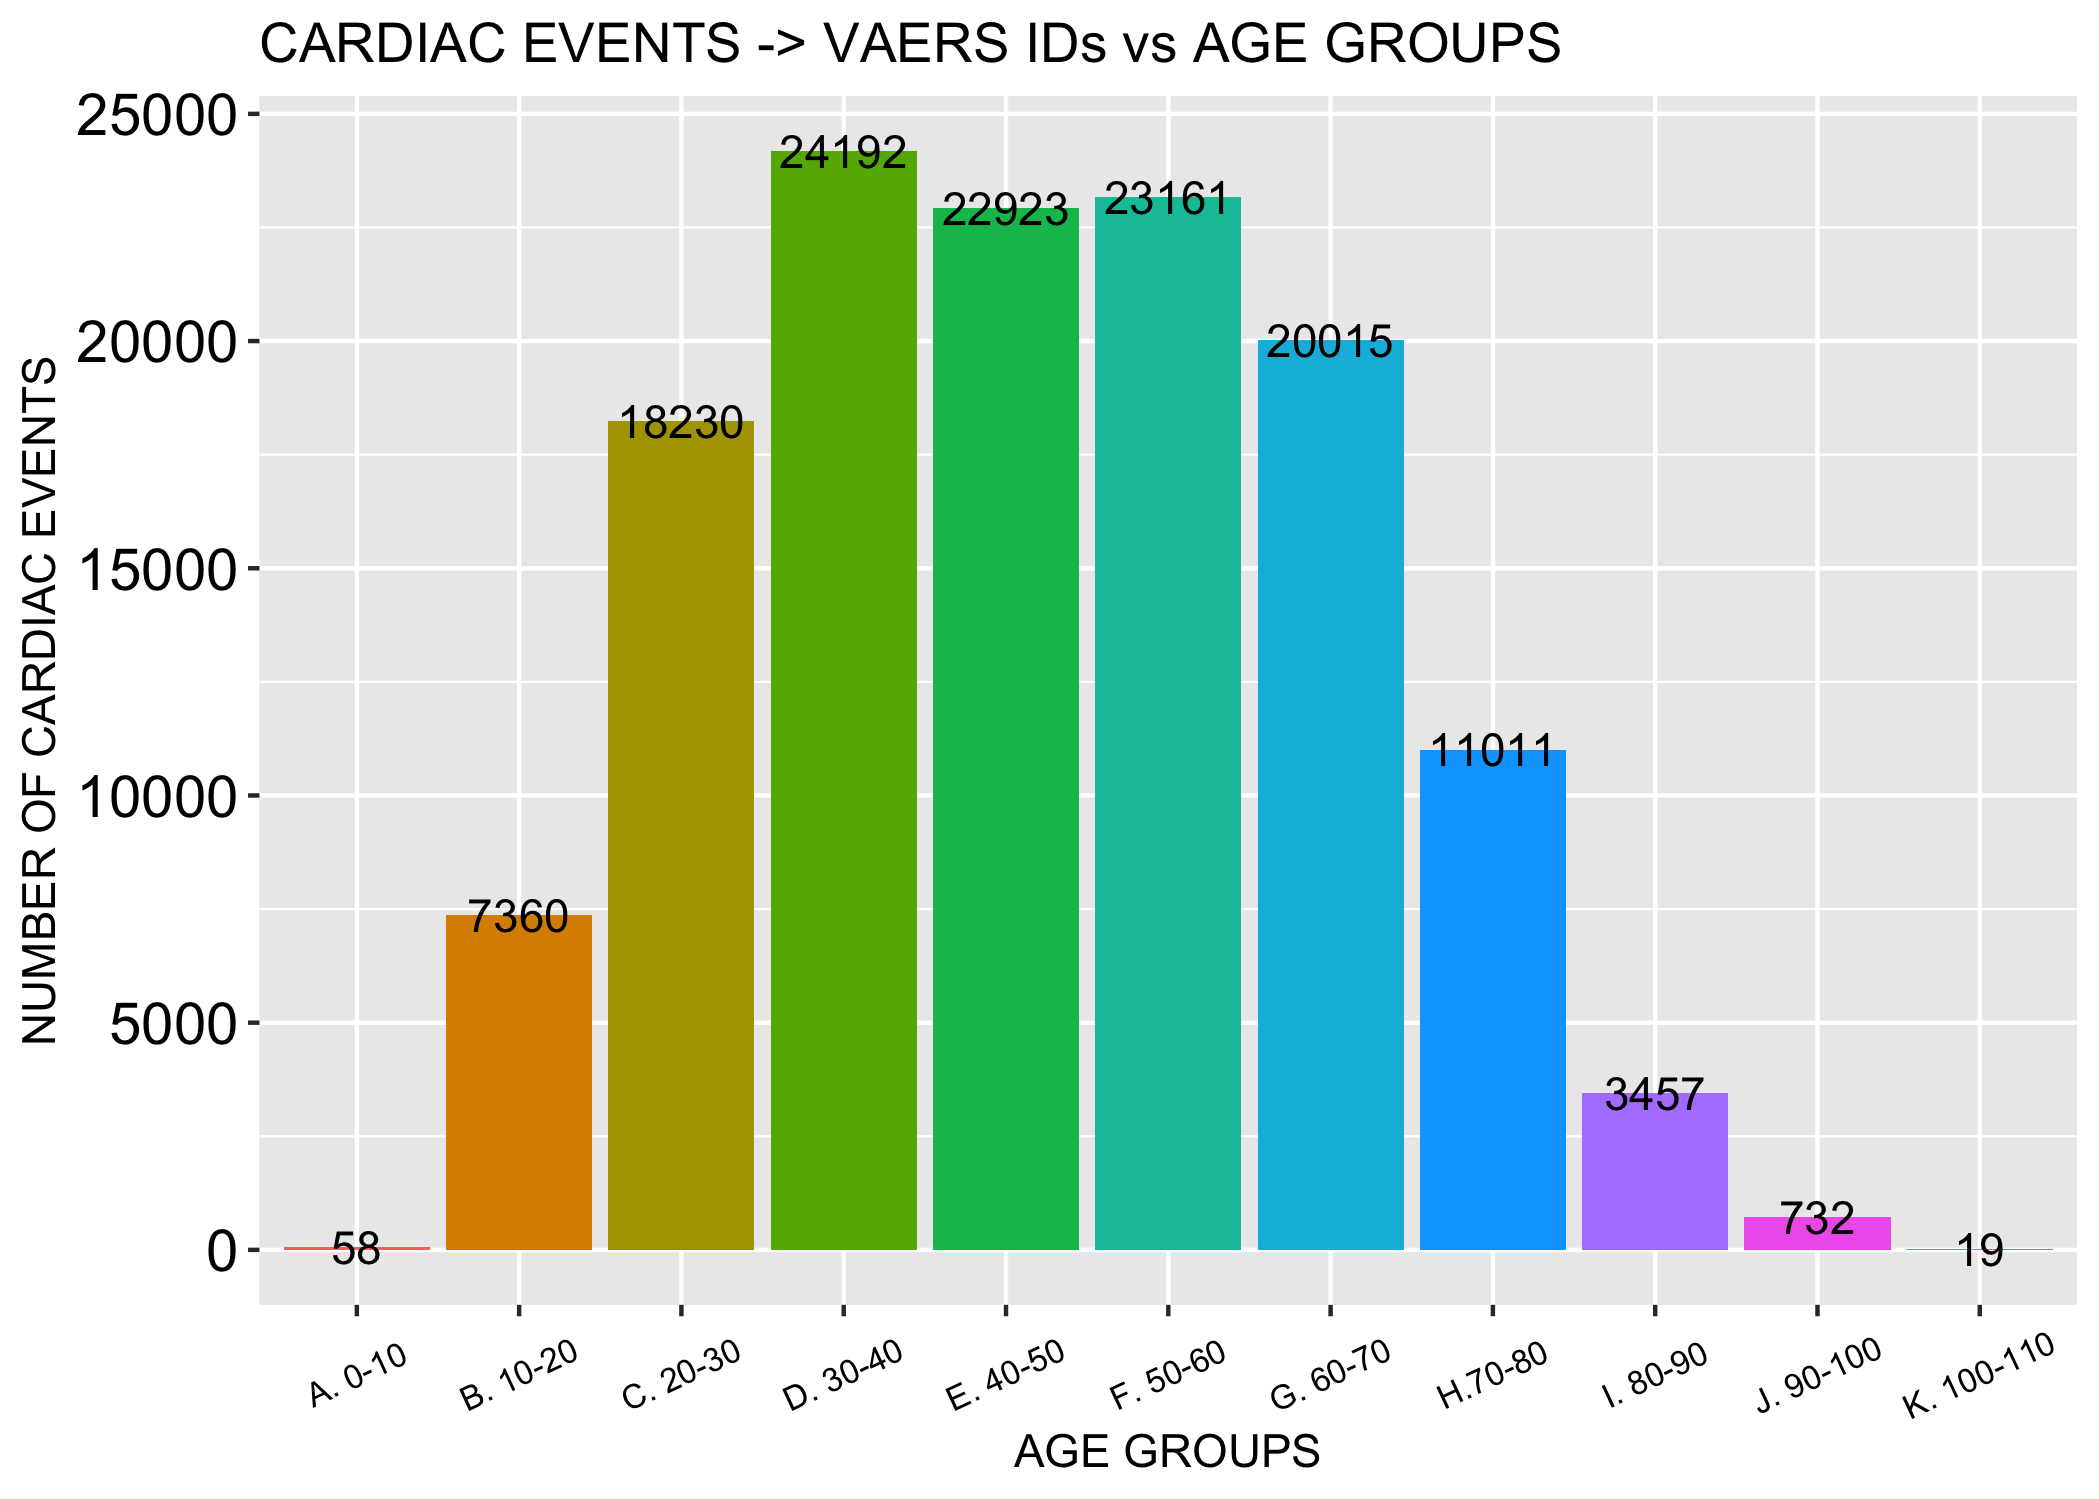 CARDIAC EVENTS -> VAERS IDs vs AGE GROUPS
NUMBER OF CARDIAC EVENTS
25000
20000
15000
10000
5000
0
58
7360
18230
24192
22923
23161
20015
11011
3457
732
19
A. 0-10
B. 10-20
C. 20-30
D. 30-40
E. 40-50
F. 50-60
G. 60-70
H.70-80
I. 80-90
J. 90-100
K. 100-110
AGE GROUPS